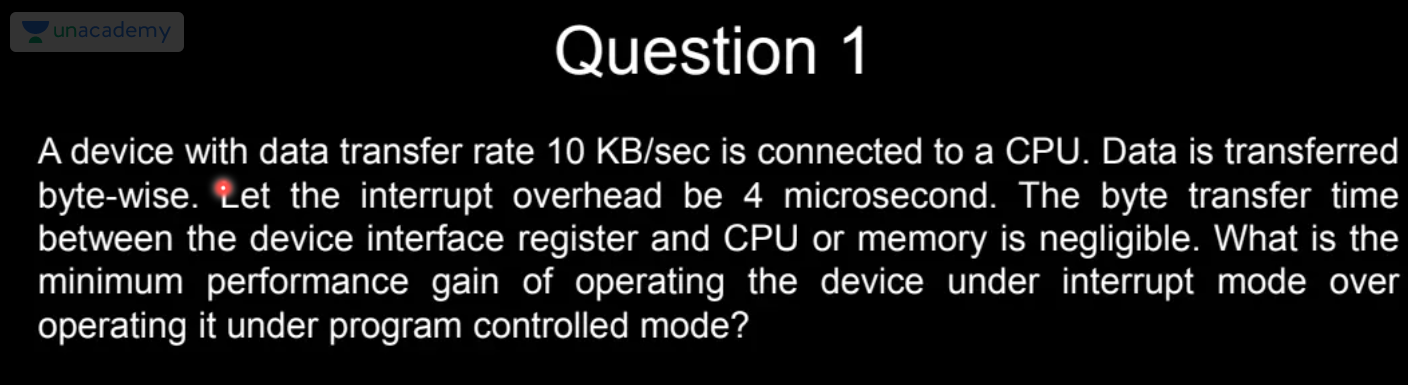 unacademy
Question 1
A device with data transfer rate 10 KB/sec is connected to a CPU. Data is transferred
byte-wise. Let the interrupt overhead be 4 microsecond. The byte transfer time
between the device interface register and CPU or memory is negligible. What is the
minimum performance gain of operating the device under interrupt mode over
operating it under program controlled mode?